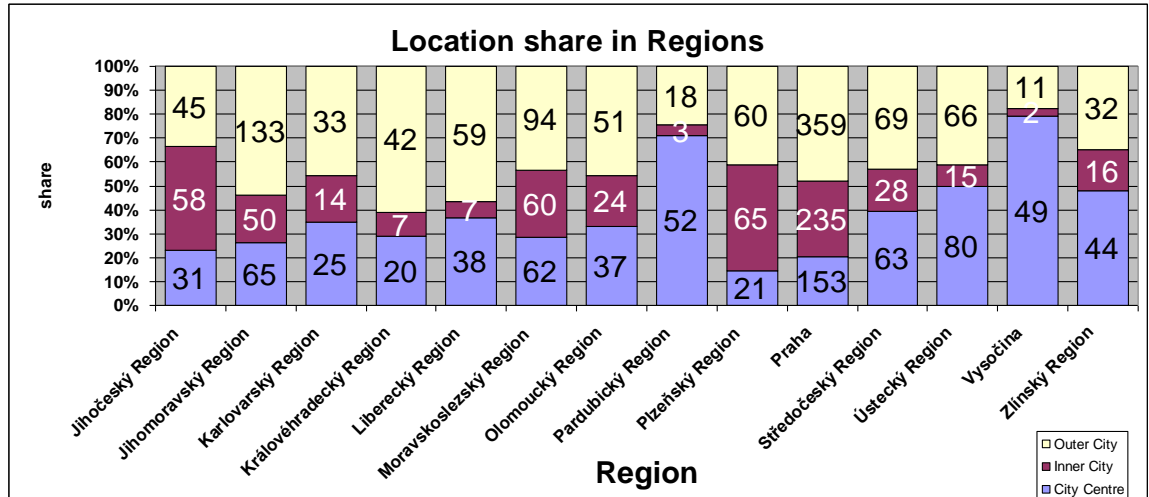 Location share in Regions
100%
90%
80%
70%
60%
50%
40%
30%
20%
10%
0%
share
45 133 33 42 59 94 51 18 60 359 69 66 11 32
58 50 14 7 7 60 24 3 65 235 28 15 2 16
31 65 25 20 38 62 37 52 21 153 63 80 49 44
Jihočeský Region
Jihomoravský Region
Karlovarský Region
Královéhradecký Region
Liberecký Region
Moravskoslezský Region
Olomoucký Region
Pardubický Region
Plzeňský Region
Praha
Středočeský Region
Ústecký Region
Vysočina
Zlínský Region
Region
Outer City
Inner City
City Centre